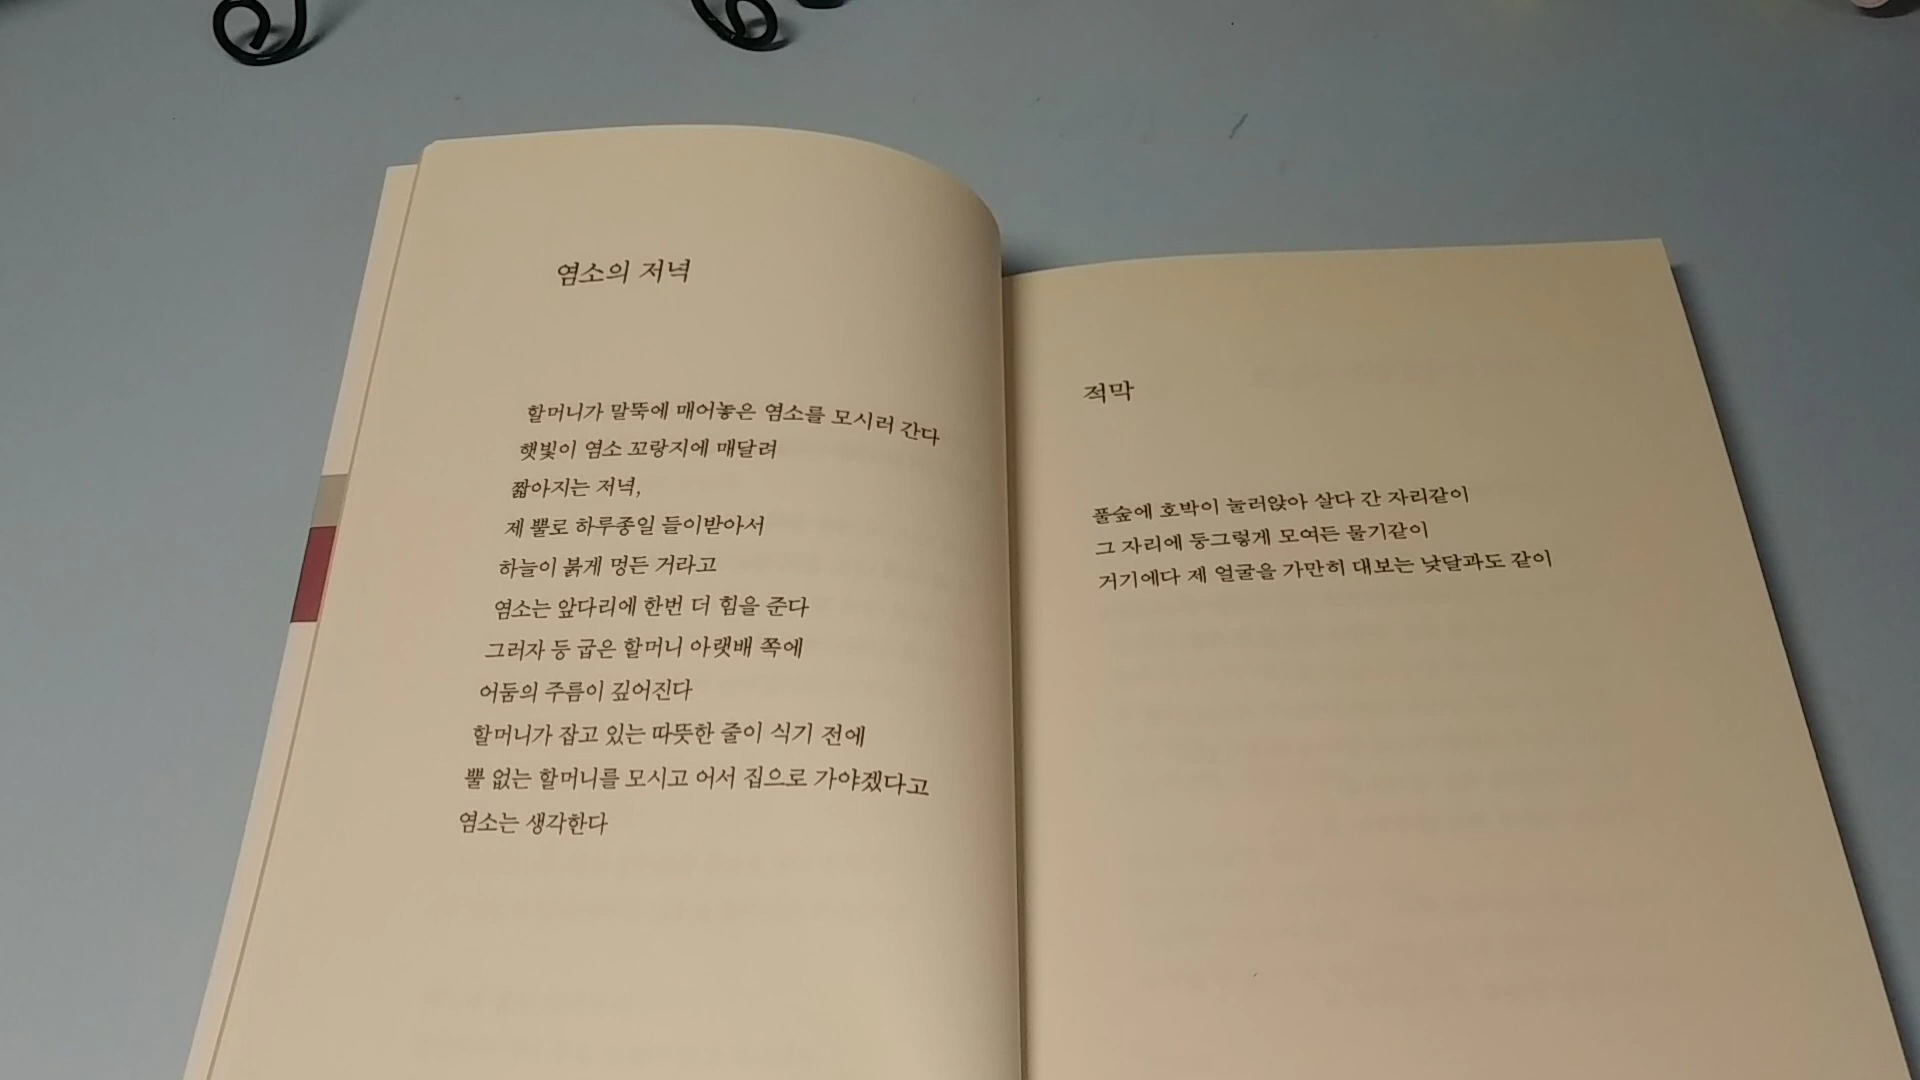 염소의 저녁
할머니가 말뚝에 매어놓은 염소를 모시러 간다
햇빛이 염소 꼬랑지에 매달려
짧아지는 저녁,
제 뿔로 하루종일 들이받아서
하늘이 붉게 멍든 거라고
염소는 앞다리에 한번 더 힘을 준다
그러자 등 굽은 할머니 아랫배 쪽에
어둠의 주름이 깊어진다
할머니가 잡고 있는 따뜻한 줄이 식기 전에
뿔 없는 할머니를 모시고 어서 집으로 가야겠다고
염소는 생각한다
적막
풀숲에 호박이 눌러앉아 살다 간 자리같이
그 자리에 둥그렇게 모여든 물기같이
거기에다 제 얼굴을 가만히 대보는 낮달과도 같이